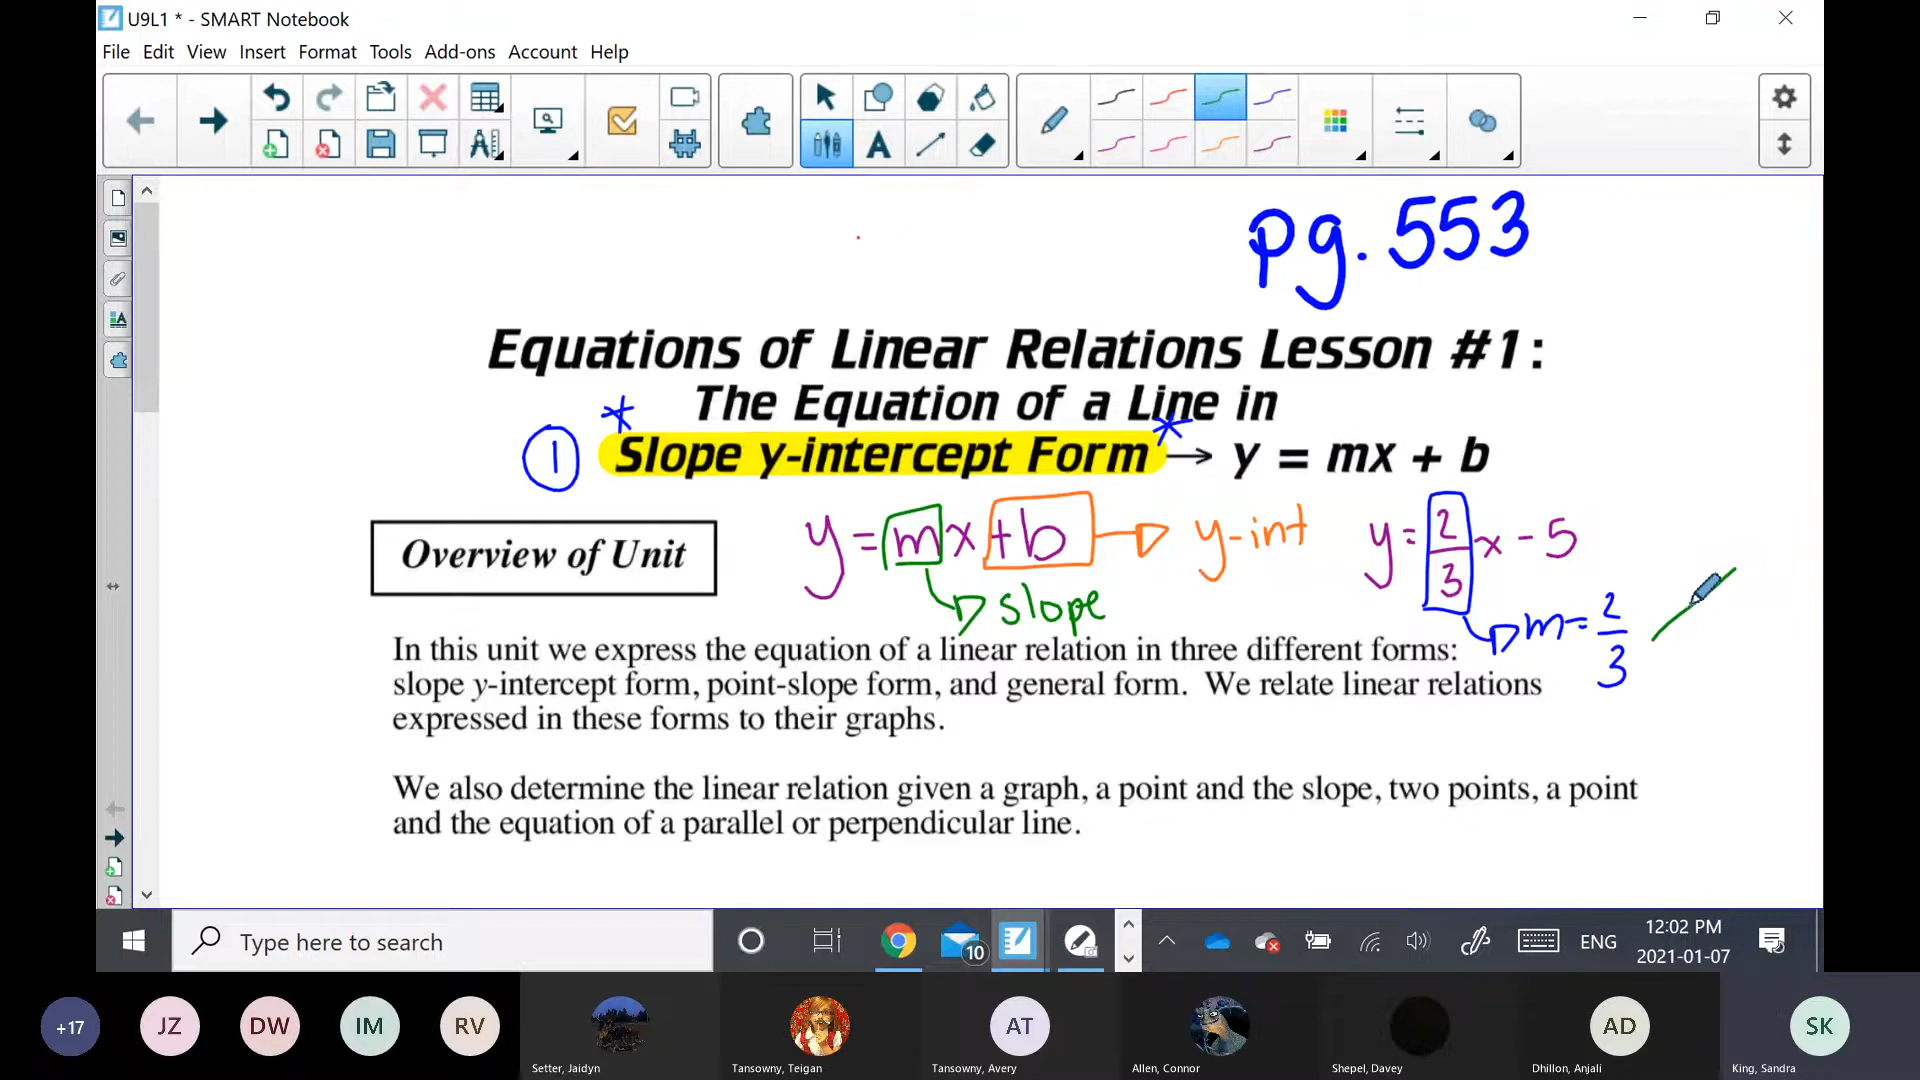 U9L1 * - SMART Notebook
File Edit View Insert Format Tools Add-ons Account Help
pg. 553
Equations of Linear Relations Lesson #1:
The Equation of a Line in
① * Slope y-intercept Form * → y = mx + b
y = mx + b → y-int
y = 2/3 x - 5
→ slope
→ m = 2/3
Overview of Unit
In this unit we express the equation of a linear relation in three different forms:
slope y-intercept form, point-slope form, and general form. We relate linear relations
expressed in these forms to their graphs.
We also determine the linear relation given a graph, a point and the slope, two points, a point
and the equation of a parallel or perpendicular line.
Type here to search
10
ENG
12:02 PM
2021-01-07
+17
JZ
DW
IM
RV
AT
AD
SK
Setter, Jaidyn
Tansowny, Teigan
Tansowny, Avery
Allen, Connor
Shepel, Davey
Dhillon, Anjali
King, Sandra